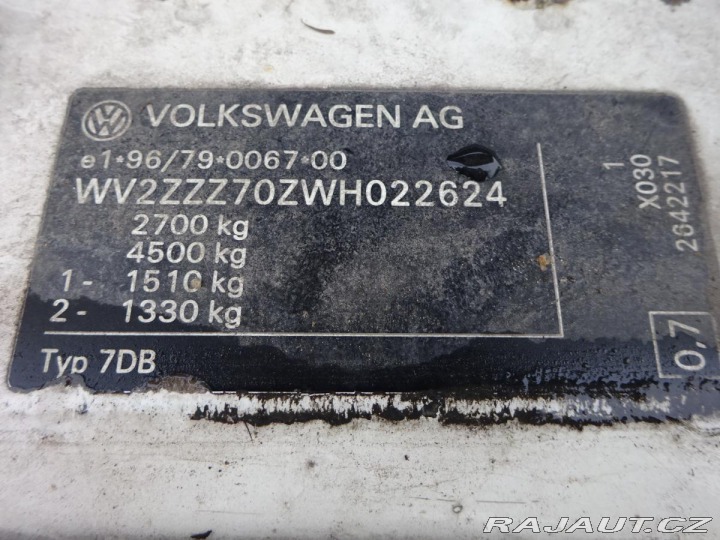 VOLKSWAGEN AG
e1*96/79*0067*00
WV2ZZZ70ZWH022624
2700 kg
4500 kg
1- 1510 kg
2- 1330 kg
Typ 7DB
1
X030
2642217
0,7
RAJAUT.CZ